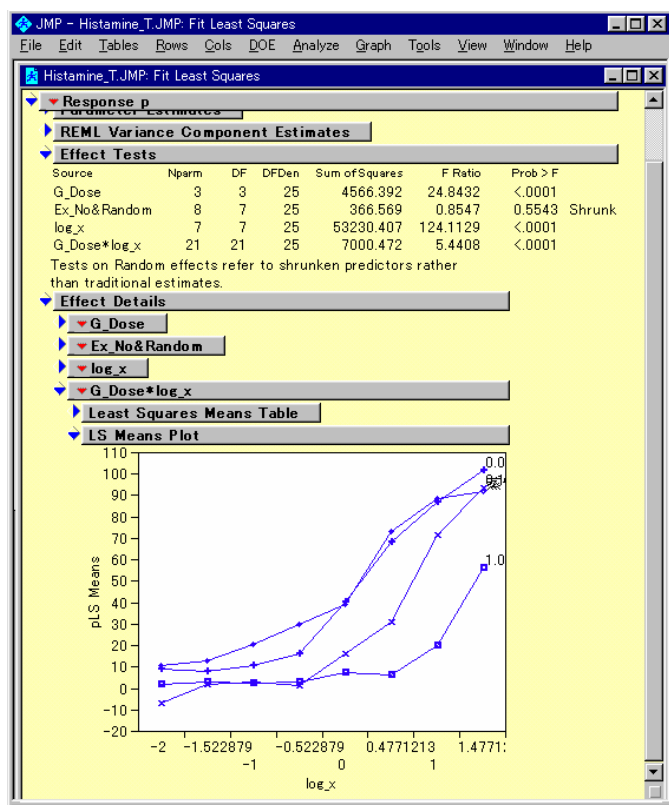 JMP - Histamine_T.JMP: Fit Least Squares
File Edit Tables Rows Cols DOE Analyze Graph Tools View Window Help
Histamine_T.JMP: Fit Least Squares
Response p
Parameter Estimates
REML Variance Component Estimates
Effect Tests
Source Nparm DF DFDen Sum of Squares F Ratio Prob > F
G_Dose 3 3 25 4566.392 24.8432 <.0001
Ex_No&Random 8 7 25 366.569 0.8547 0.5543 Shrunk
log_x 7 7 25 53230.407 124.1129 <.0001
G_Dose*log_x 21 21 25 7000.472 5.4408 <.0001
Tests on Random effects refer to shrunken predictors rather
than traditional estimates.
Effect Details
G_Dose
Ex_No&Random
log_x
G_Dose*log_x
Least Squares Means Table
LS Means Plot
110
100
90
80
70
60
50
40
30
20
10
0
-10
-20
pLS Means
0.0
1.0
-2 -1.522879 -0.522879 0.4771213 1.4771
-1 0 1
log_x